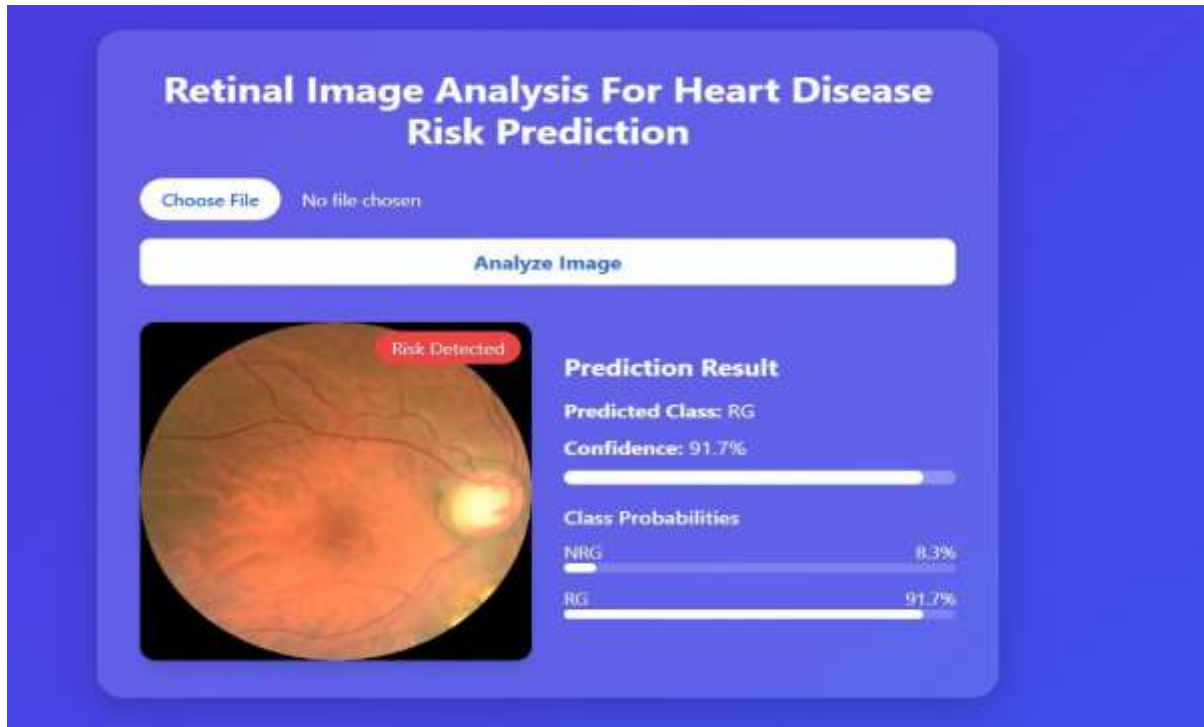 Retinal Image Analysis For Heart Disease
Risk Prediction
Choose File No file chosen
Analyze Image
Risk Detected
Prediction Result
Predicted Class: RG
Confidence: 91.7%
Class Probabilities
NRG 8.3%
RG 91.7%